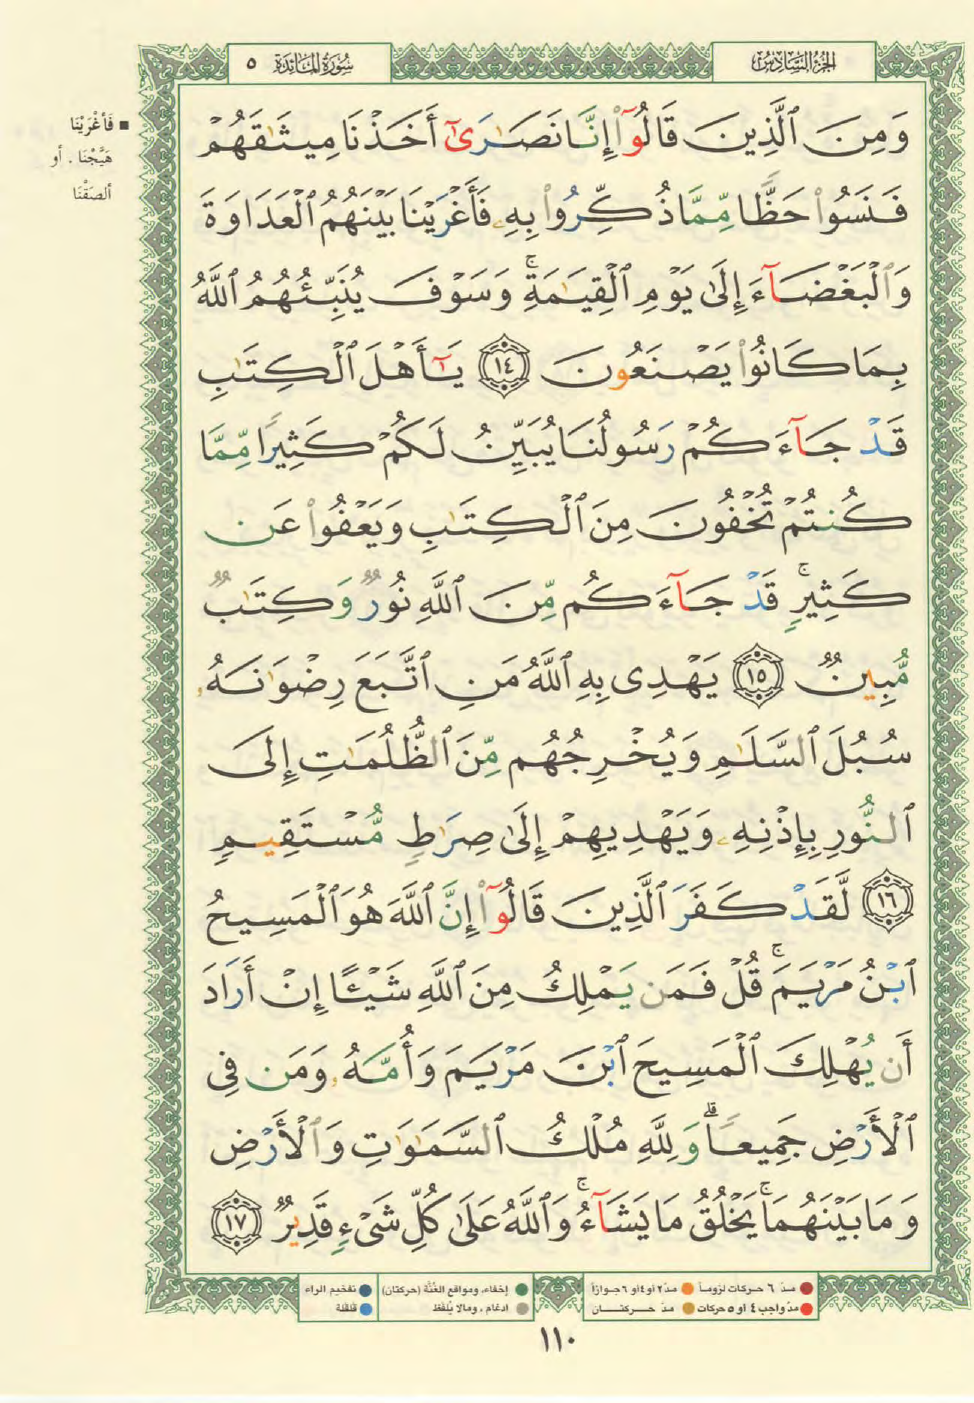 الجزء السادس
سورة المائدة ٥
وَمِنَ ٱلَّذِينَ قَالُوٓا۟ إِنَّا نَصَٰرَىٰٓ أَخَذْنَا مِيثَٰقَهُمْ
فَنَسُوا۟ حَظًّا مِّمَّا ذُكِّرُوا۟ بِهِۦ فَأَغْرَيْنَا بَيْنَهُمُ ٱلْعَدَاوَةَ
وَٱلْبَغْضَآءَ إِلَىٰ يَوْمِ ٱلْقِيَٰمَةِ ۚ وَسَوْفَ يُنَبِّئُهُمُ ٱللَّهُ
بِمَا كَانُوا۟ يَصْنَعُونَ ١٤ يَٰٓأَهْلَ ٱلْكِتَٰبِ
قَدْ جَآءَكُمْ رَسُولُنَا يُبَيِّنُ لَكُمْ كَثِيرًا مِّمَّا
كُنتُمْ تُخْفُونَ مِنَ ٱلْكِتَٰبِ وَيَعْفُوا۟ عَن
كَثِيرٍ ۚ قَدْ جَآءَكُم مِّنَ ٱللَّهِ نُورٌ وَكِتَٰبٌ
مُّبِينٌ ١٥ يَهْدِى بِهِ ٱللَّهُ مَنِ ٱتَّبَعَ رِضْوَٰنَهُۥ
سُبُلَ ٱلسَّلَٰمِ وَيُخْرِجُهُم مِّنَ ٱلظُّلُمَٰتِ إِلَى
ٱلنُّورِ بِإِذْنِهِۦ وَيَهْدِيهِمْ إِلَىٰ صِرَٰطٍ مُّسْتَقِيمٍ
١٦ لَّقَدْ كَفَرَ ٱلَّذِينَ قَالُوٓا۟ إِنَّ ٱللَّهَ هُوَ ٱلْمَسِيحُ
ٱبْنُ مَرْيَمَ ۚ قُلْ فَمَن يَمْلِكُ مِنَ ٱللَّهِ شَيْـًٔا إِنْ أَرَادَ
أَن يُهْلِكَ ٱلْمَسِيحَ ٱبْنَ مَرْيَمَ وَأُمَّهُۥ وَمَن فِى
ٱلْأَرْضِ جَمِيعًا ۗ وَلِلَّهِ مُلْكُ ٱلسَّمَٰوَٰتِ وَٱلْأَرْضِ
وَمَا بَيْنَهُمَا ۚ يَخْلُقُ مَا يَشَآءُ ۚ وَٱللَّهُ عَلَىٰ كُلِّ شَىْءٍ قَدِيرٌ ١٧
■ فَأَغْرَيْنَا
هَيَّجْنَا ، أو
ألصَقْنَا
● مدّ ٦ حركات لزوماً ● مدّ ٢ أو ٤ أو ٦ جوازاً
● مدّ واجب ٤ أو ٥ حركات ● مدّ حركتان
● إخفاء، ومواقع الغُنَّة (حركتان)
● إدغام، ومالا يُلفَظ
● تفخيم الراء
● قلقلة
١١٠